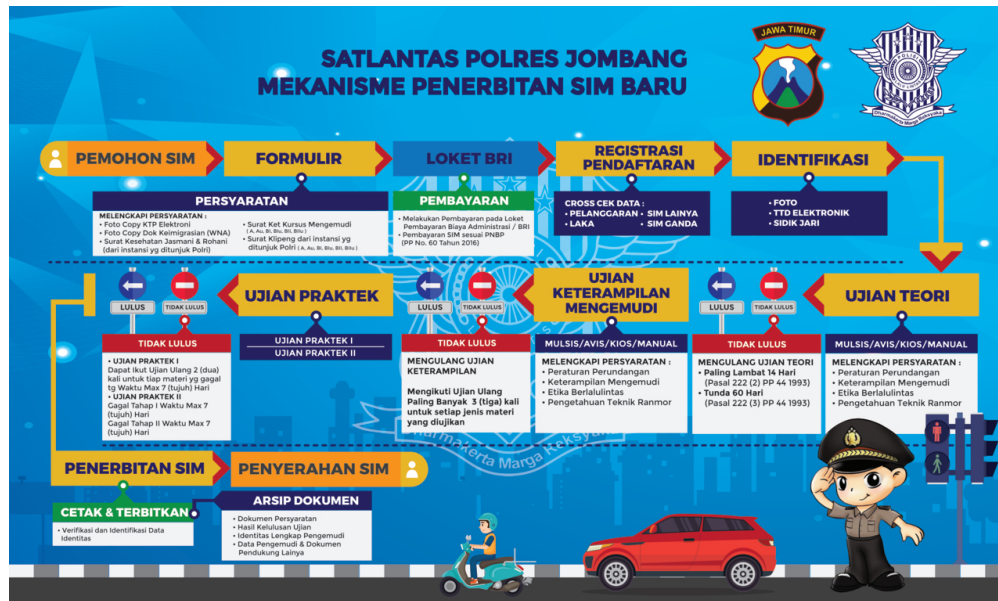 SATLANTAS POLRES JOMBANG
MEKANISME PENERBITAN SIM BARU
JAWA TIMUR
Dharmakerta Marga Raksyaka
PEMOHON SIM
FORMULIR
LOKET BRI
REGISTRASI
PENDAFTARAN
IDENTIFIKASI
PERSYARATAN
MELENGKAPI PERSYARATAN :
• Foto Copy KTP Elektroni
• Foto Copy Dok Keimigrasian (WNA)
• Surat Kesehatan Jasmani & Rohani
(dari instansi yg ditunjuk Polri)
• Surat Ket Kursus Mengemudi
( A, Au, BI, BIu, BII, BIIu )
• Surat Klipeng dari instansi yg
ditunjuk Polri ( A, Au, BI, BIu, BII, BIIu )
PEMBAYARAN
• Melakukan Pembayaran pada Loket
Pembayaran Biaya Administrasi / BRI
• Pembayaran SIM sesuai PNBP
(PP No. 60 Tahun 2016)
CROSS CEK DATA :
• PELANGGARAN
• LAKA
• SIM LAINYA
• SIM GANDA
• FOTO
• TTD ELEKTRONIK
• SIDIK JARI
UJIAN TEORI
MULSIS/AVIS/KIOS/MANUAL
MELENGKAPI PERSYARATAN :
• Peraturan Perundangan
• Keterampilan Mengemudi
• Etika Berlalulintas
• Pengetahuan Teknik Ranmor
LULUS
TIDAK LULUS
TIDAK LULUS
MENGULANG UJIAN TEORI
• Paling Lambat 14 Hari
(Pasal 222 (2) PP 44 1993)
• Tunda 60 Hari
(Pasal 222 (3) PP 44 1993)
UJIAN
KETERAMPILAN
MENGEMUDI
MULSIS/AVIS/KIOS/MANUAL
MELENGKAPI PERSYARATAN :
• Peraturan Perundangan
• Keterampilan Mengemudi
• Etika Berlalulintas
• Pengetahuan Teknik Ranmor
LULUS
TIDAK LULUS
TIDAK LULUS
MENGULANG UJIAN
KETERAMPILAN
Mengikuti Ujian Ulang
Paling Banyak 3 (tiga) kali
untuk setiap jenis materi
yang diujikan
UJIAN PRAKTEK
UJIAN PRAKTEK I
UJIAN PRAKTEK II
LULUS
TIDAK LULUS
TIDAK LULUS
• UJIAN PRAKTEK I
Dapat Ikut Ujian Ulang 2 (dua)
kali untuk tiap materi yg gagal
tg Waktu Max 7 (tujuh) Hari
• UJIAN PRAKTEK II
Gagal Tahap I Waktu Max 7
(tujuh) Hari
Gagal Tahap II Waktu Max 7
(tujuh) Hari
Dharmakerta Marga Reksyaka
PENERBITAN SIM
PENYERAHAN SIM
CETAK & TERBITKAN
• Verifikasi dan Identifikasi Data
Identitas
ARSIP DOKUMEN
• Dokumen Persyaratan
• Hasil Kelulusan Ujian
• Identitas Lengkap Pengemudi
• Data Pengemudi & Dokumen
Pendukung Lainya